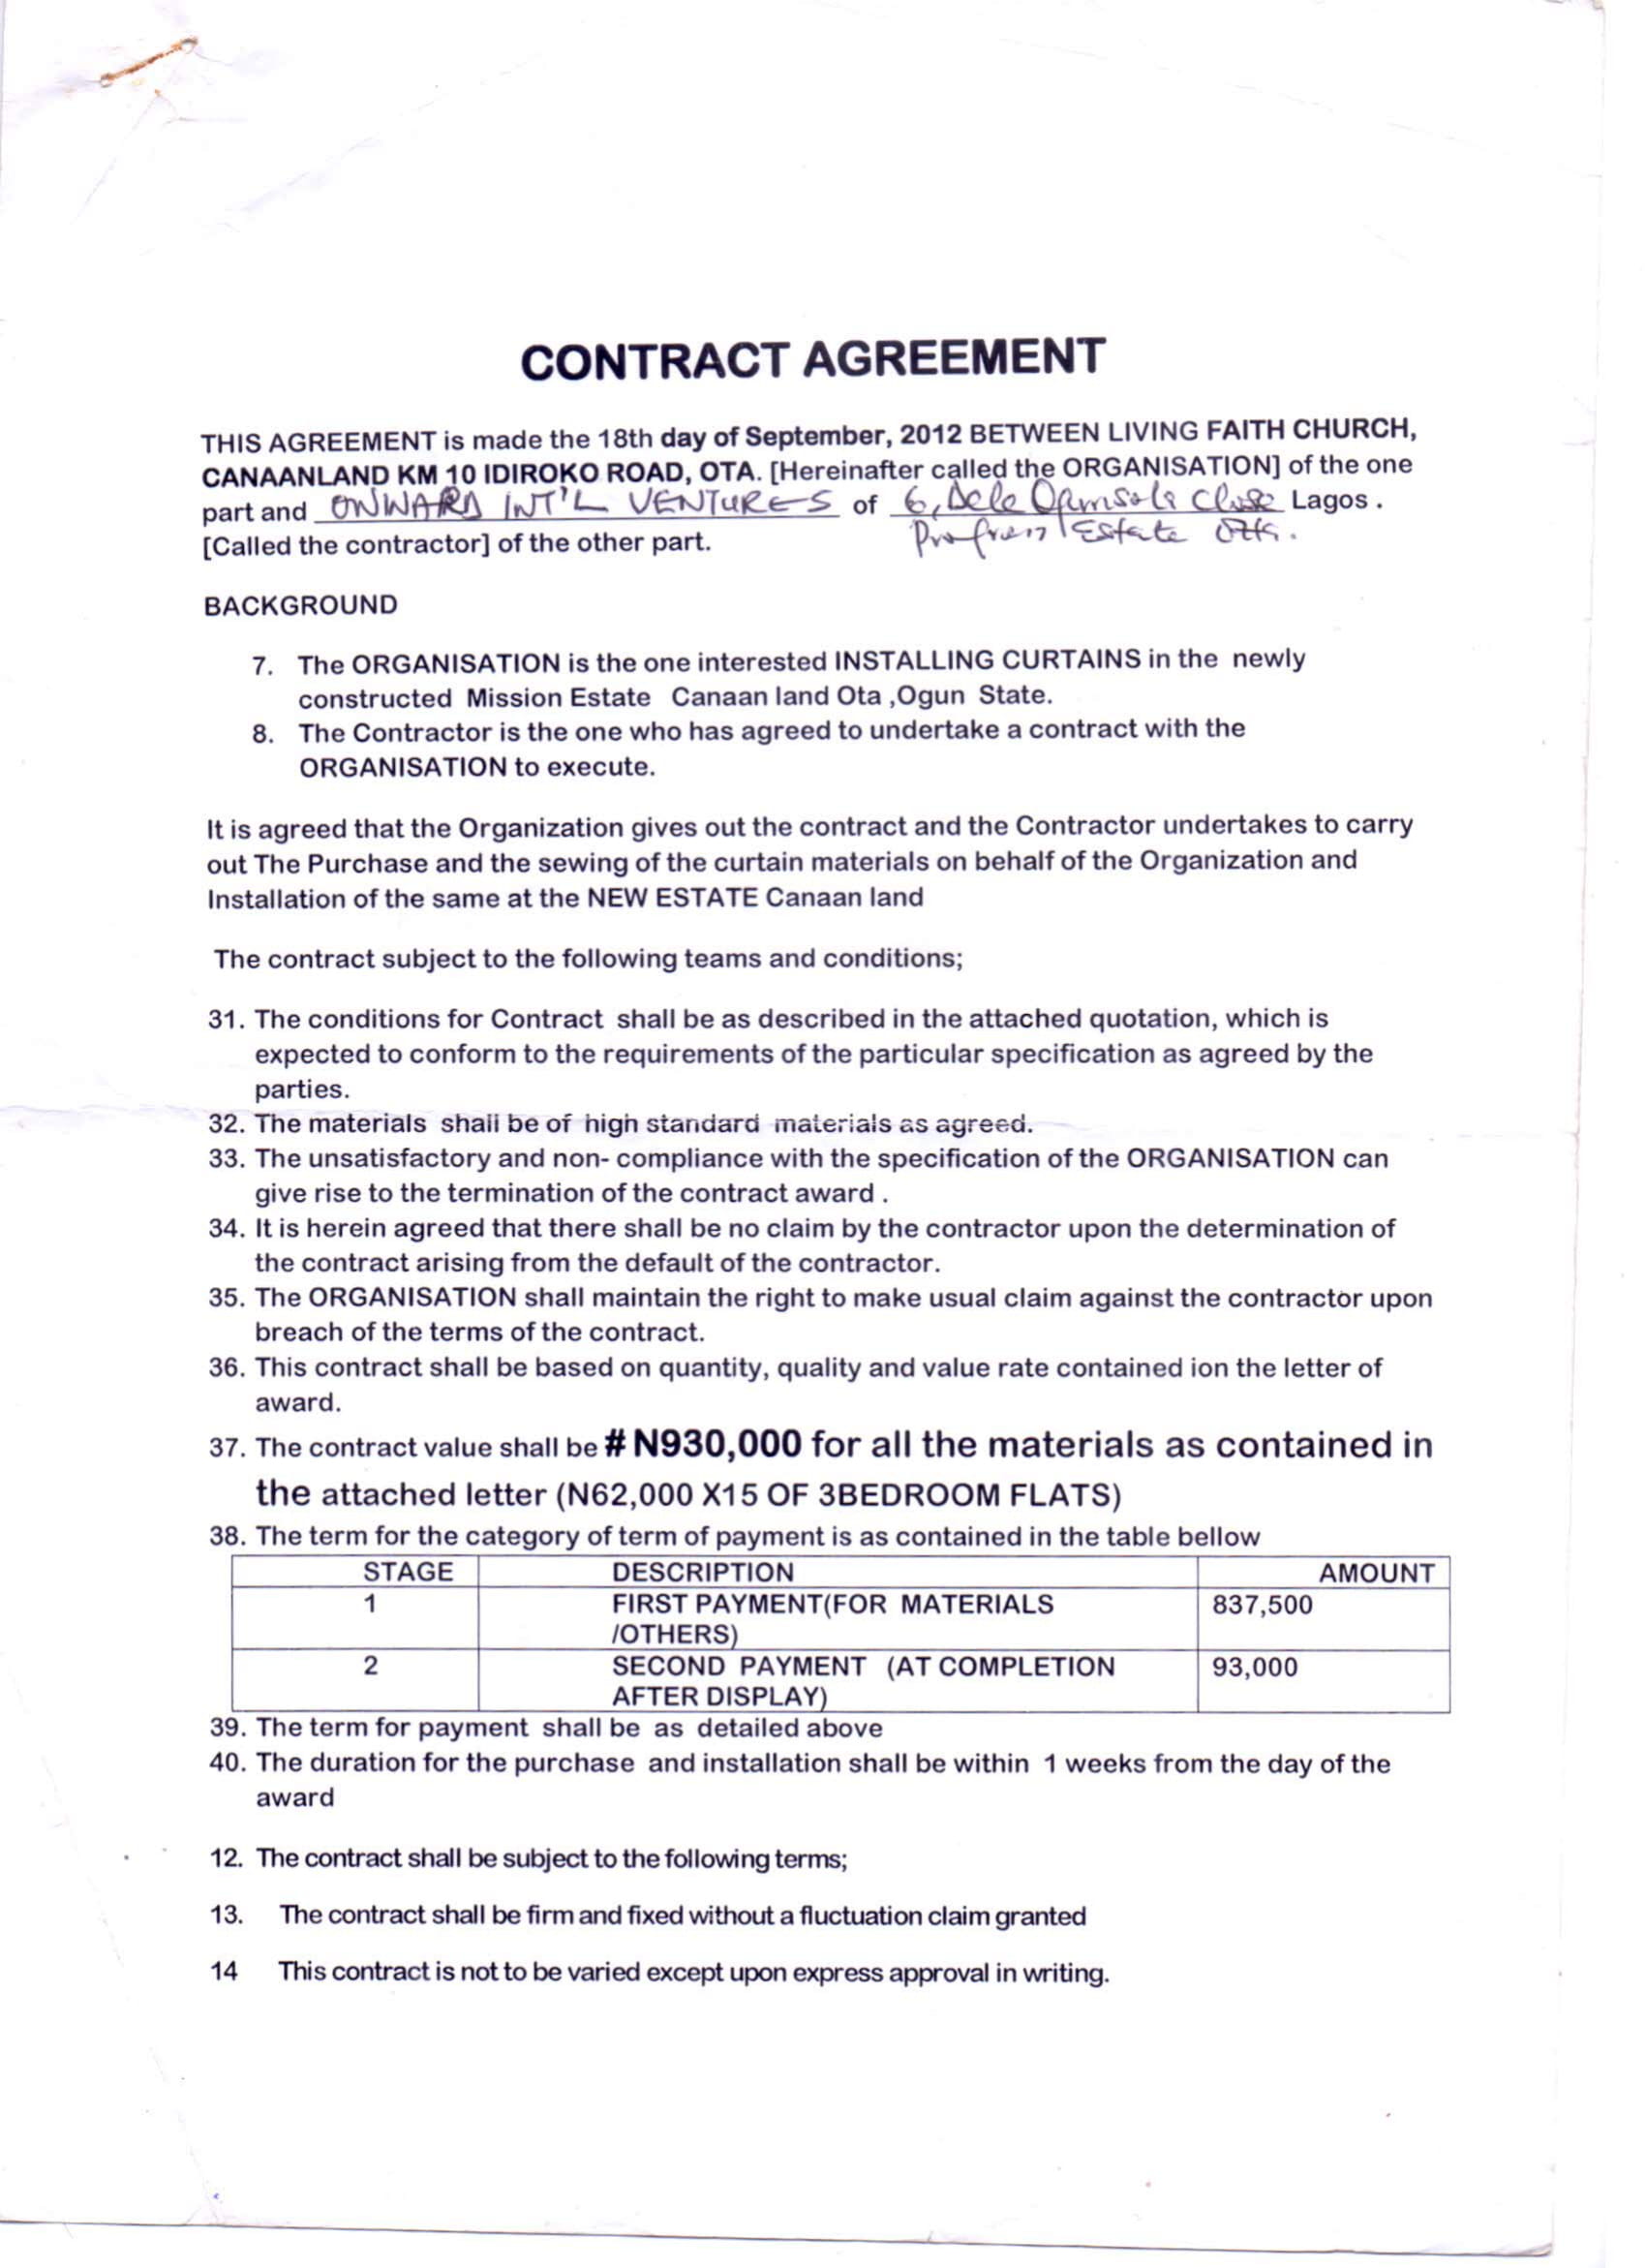 CONTRACT AGREEMENT
THIS AGREEMENT is made the 18th day of September, 2012 BETWEEN LIVING FAITH CHURCH,
CANAANLAND KM 10 IDIROKO ROAD, OTA. [Hereinafter called the ORGANISATION] of the one
part and ONWARD INT'L VENTURES of 6, Dele Close Lagos .
Estate
[Called the contractor] of the other part.
BACKGROUND
7. The ORGANISATION is the one interested INSTALLING CURTAINS in the newly
constructed Mission Estate Canaan land Ota ,Ogun State.
8. The Contractor is the one who has agreed to undertake a contract with the
ORGANISATION to execute.
It is agreed that the Organization gives out the contract and the Contractor undertakes to carry
out The Purchase and the sewing of the curtain materials on behalf of the Organization and
Installation of the same at the NEW ESTATE Canaan land
The contract subject to the following teams and conditions;
31. The conditions for Contract shall be as described in the attached quotation, which is
expected to conform to the requirements of the particular specification as agreed by the
parties.
32. The materials shall be of high standard materials as agreed.
33. The unsatisfactory and non- compliance with the specification of the ORGANISATION can
give rise to the termination of the contract award .
34. It is herein agreed that there shall be no claim by the contractor upon the determination of
the contract arising from the default of the contractor.
35. The ORGANISATION shall maintain the right to make usual claim against the contractor upon
breach of the terms of the contract.
36. This contract shall be based on quantity, quality and value rate contained ion the letter of
award.
37. The contract value shall be # N930,000 for all the materials as contained in
the attached letter (N62,000 X15 OF 3BEDROOM FLATS)
38. The term for the category of term of payment is as contained in the table bellow
STAGE DESCRIPTION AMOUNT
1 FIRST PAYMENT(FOR MATERIALS 837,500
/OTHERS)
2 SECOND PAYMENT (AT COMPLETION 93,000
AFTER DISPLAY)
39. The term for payment shall be as detailed above
40. The duration for the purchase and installation shall be within 1 weeks from the day of the
award
12. The contract shall be subject to the following terms;
13. The contract shall be firm and fixed without a fluctuation claim granted
14 This contract is not to be varied except upon express approval in writing.